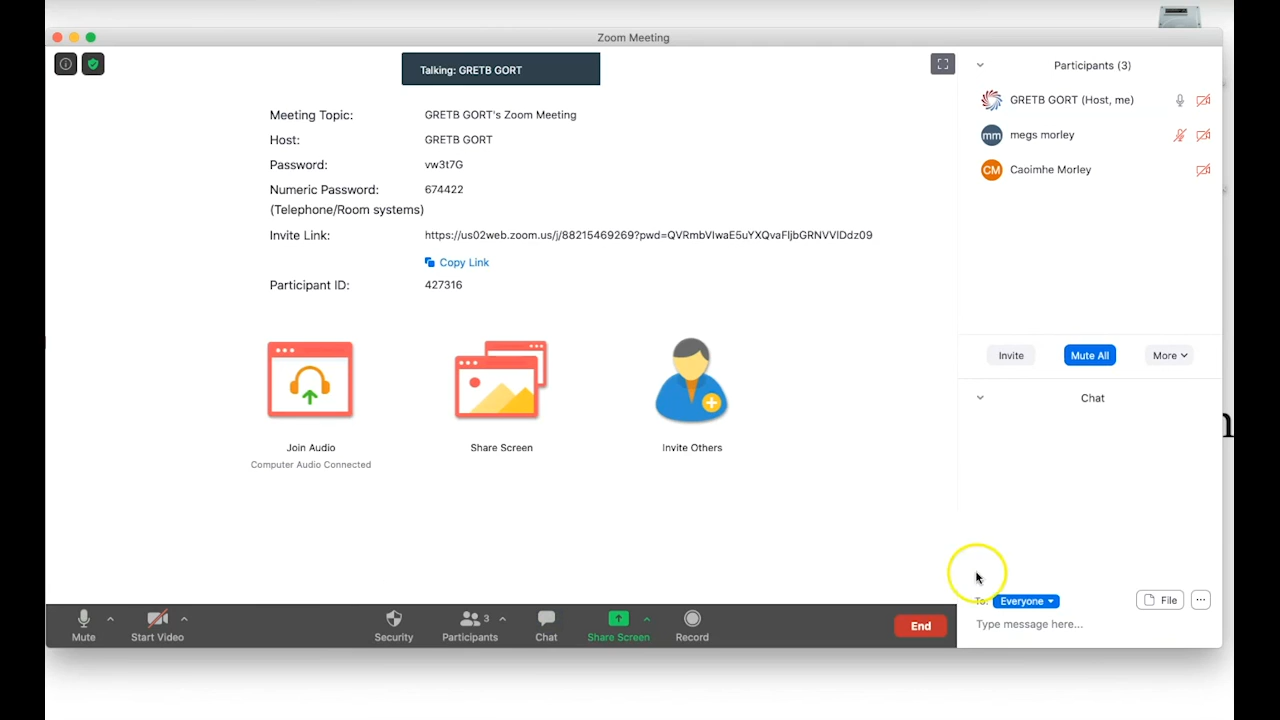 Zoom Meeting
Talking: GRETB GORT
Meeting Topic: GRETB GORT's Zoom Meeting
Host: GRETB GORT
Password: vw3t7G
Numeric Password: 674422
(Telephone/Room systems)
Invite Link: https://us02web.zoom.us/j/88215469269?pwd=QVRmbVIwaE5uYXQvaFljbGRNVVlDdz09
Copy Link
Participant ID: 427316
Join Audio
Computer Audio Connected
Share Screen
Invite Others
Participants (3)
GRETB GORT (Host, me)
mm megs morley
CM Caoimhe Morley
Invite Mute All More
Chat
To: Everyone File ...
Type message here...
Mute Start Video Security Participants 3 Chat Share Screen Record End